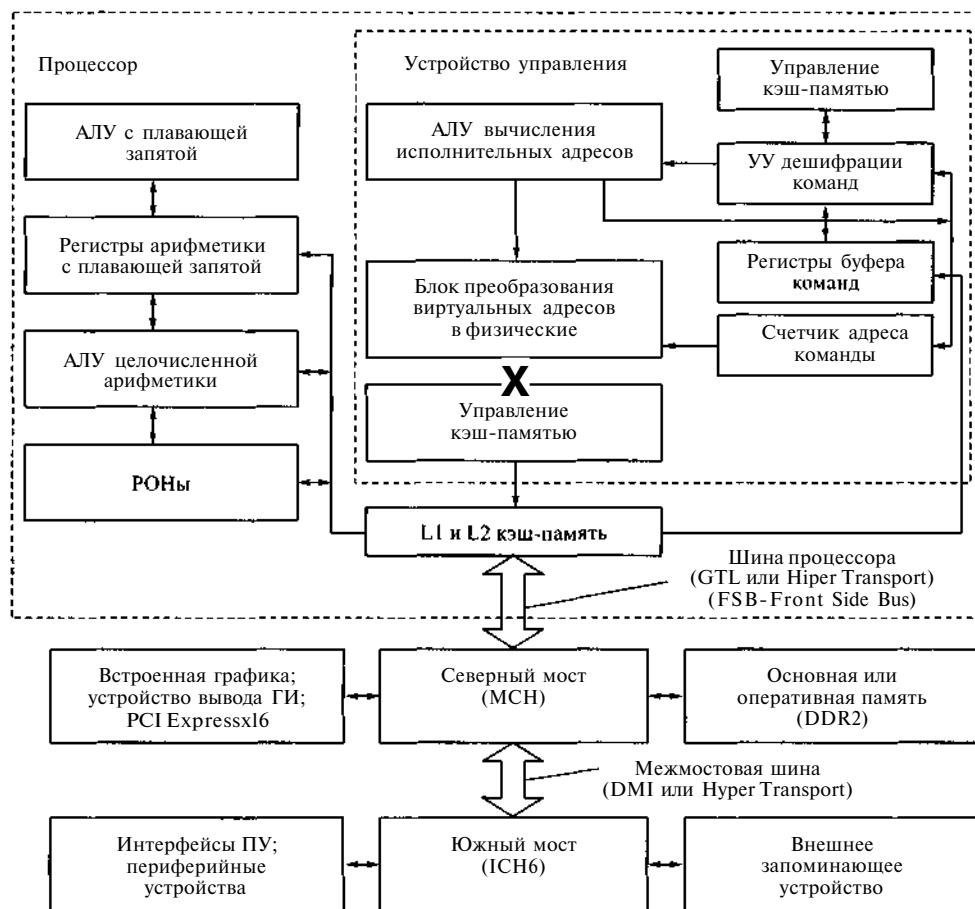 Процессор
Устройство управления
Управление
кэш-памятью
АЛУ с плавающей
запятой
АЛУ вычисления
исполнительных адресов
УУ дешифрации
команд
Регистры арифметики
с плавающей запятой
Блок преобразования
виртуальных адресов
в физические
Регистры буфера
команд
Счетчик адреса
команды
АЛУ целочисленной
арифметики
X
Управление
кэш-памятью
РОНы
L1 и L2 кэш-память
Шина процессора
(GTL или Hiper Transport)
(FSB-Front Side Bus)
Встроенная графика;
устройство вывода ГИ;
PCI Expressxl6
Северный мост
(MCH)
Основная или
оперативная память
(DDR2)
Межмостовая шина
(DMI или Hyper Transport)
Интерфейсы ПУ;
периферийные
устройства
Южный мост
(ICH6)
Внешнее
запоминающее
устройство